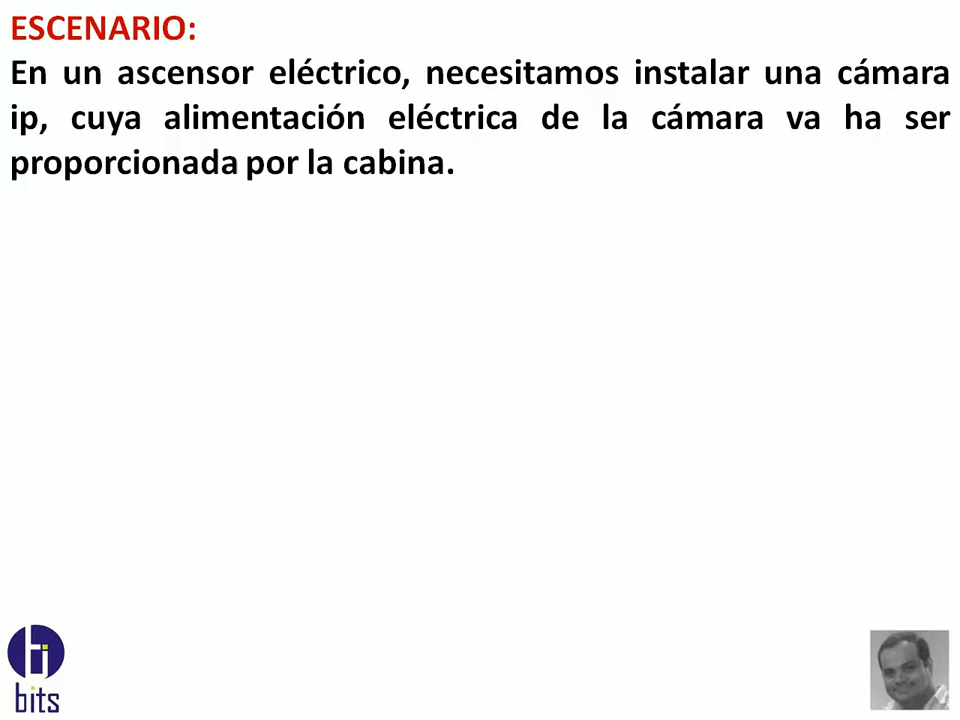 ESCENARIO:
En un ascensor eléctrico, necesitamos instalar una cámara
ip, cuya alimentación eléctrica de la cámara va ha ser
proporcionada por la cabina.
bits